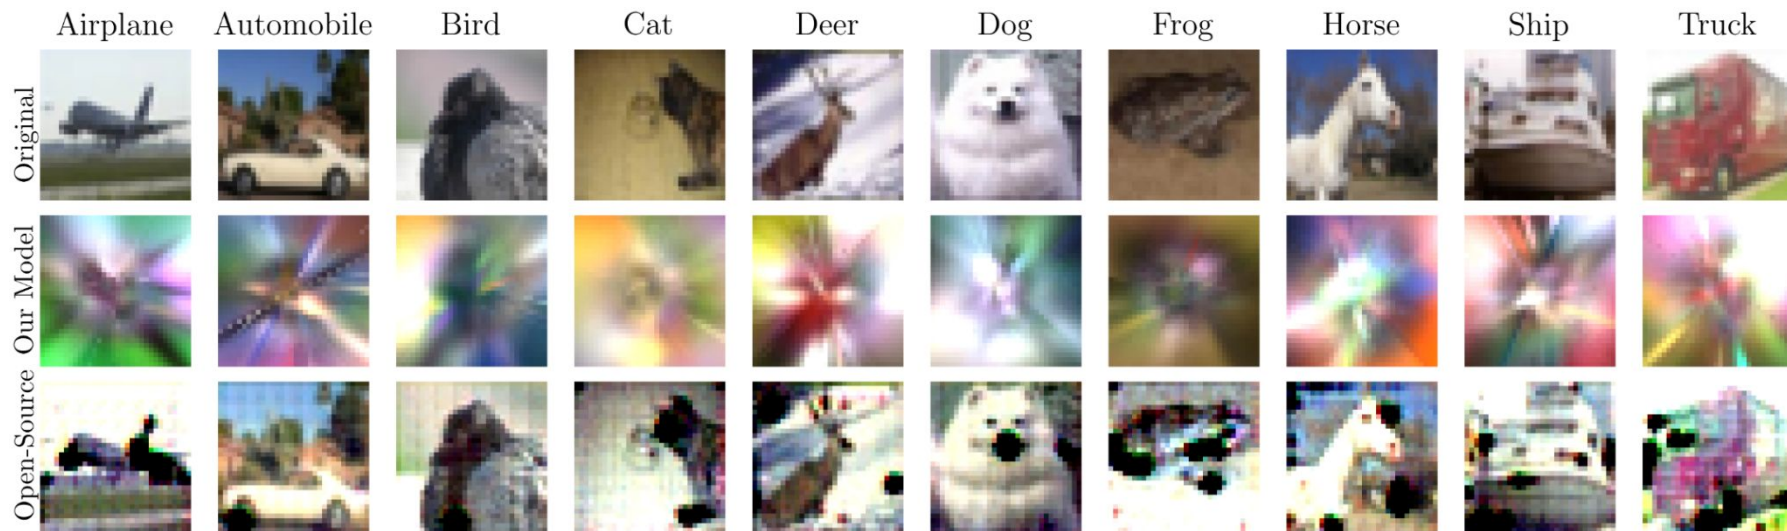 Airplane Automobile Bird Cat Deer Dog Frog Horse Ship Truck
Original
Our Model
Open-Source